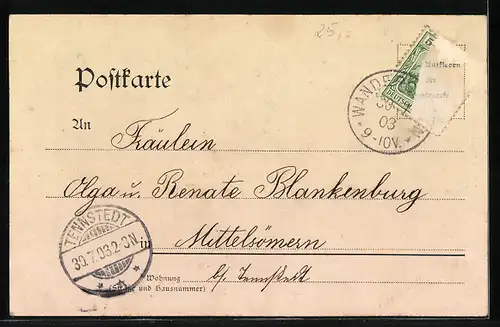 25,-
5
Postkarte
WANDE
03
9-10V.
An Fräulein
Olga u. Renate Blankenburg
TENNSTEDT
30.7.03.2-3N
in Mittelsömern
Wohnung b/ Tennstedt
(Straße und Hausnummer)